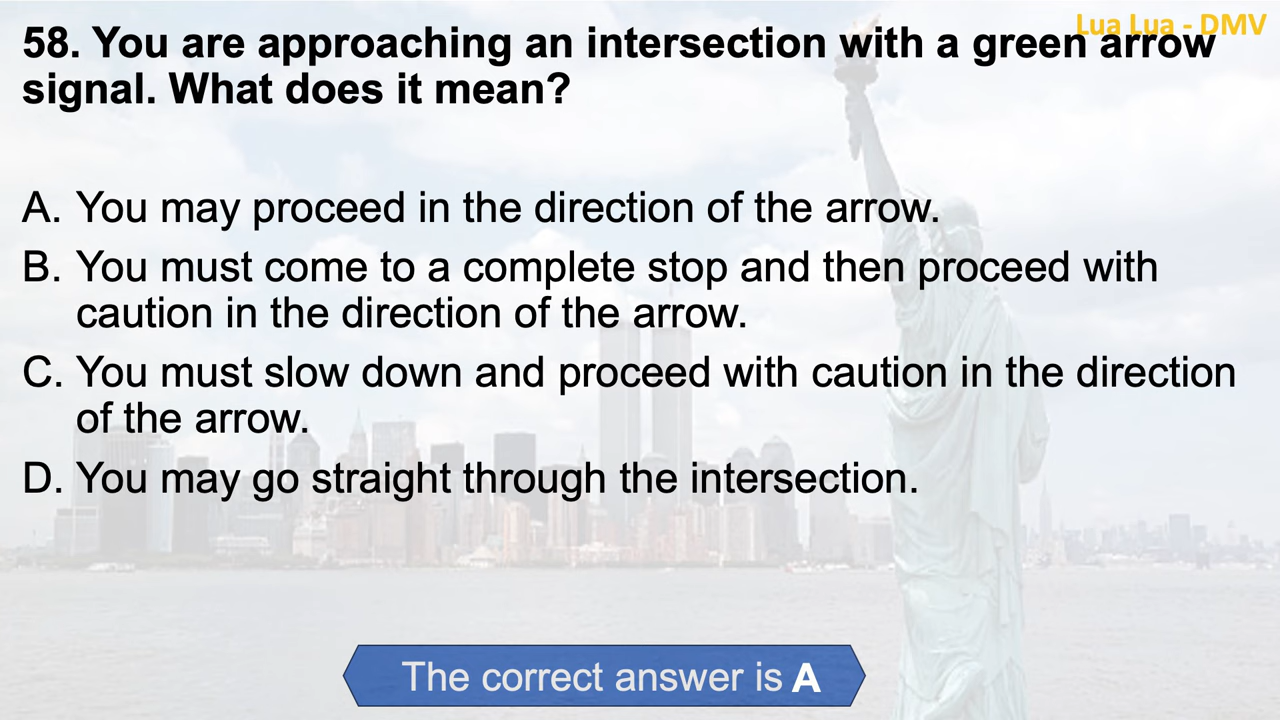 Lua Lua - DMV
58. You are approaching an intersection with a green arrow
signal. What does it mean?
A. You may proceed in the direction of the arrow.
B. You must come to a complete stop and then proceed with
caution in the direction of the arrow.
C. You must slow down and proceed with caution in the direction
of the arrow.
D. You may go straight through the intersection.
The correct answer is A